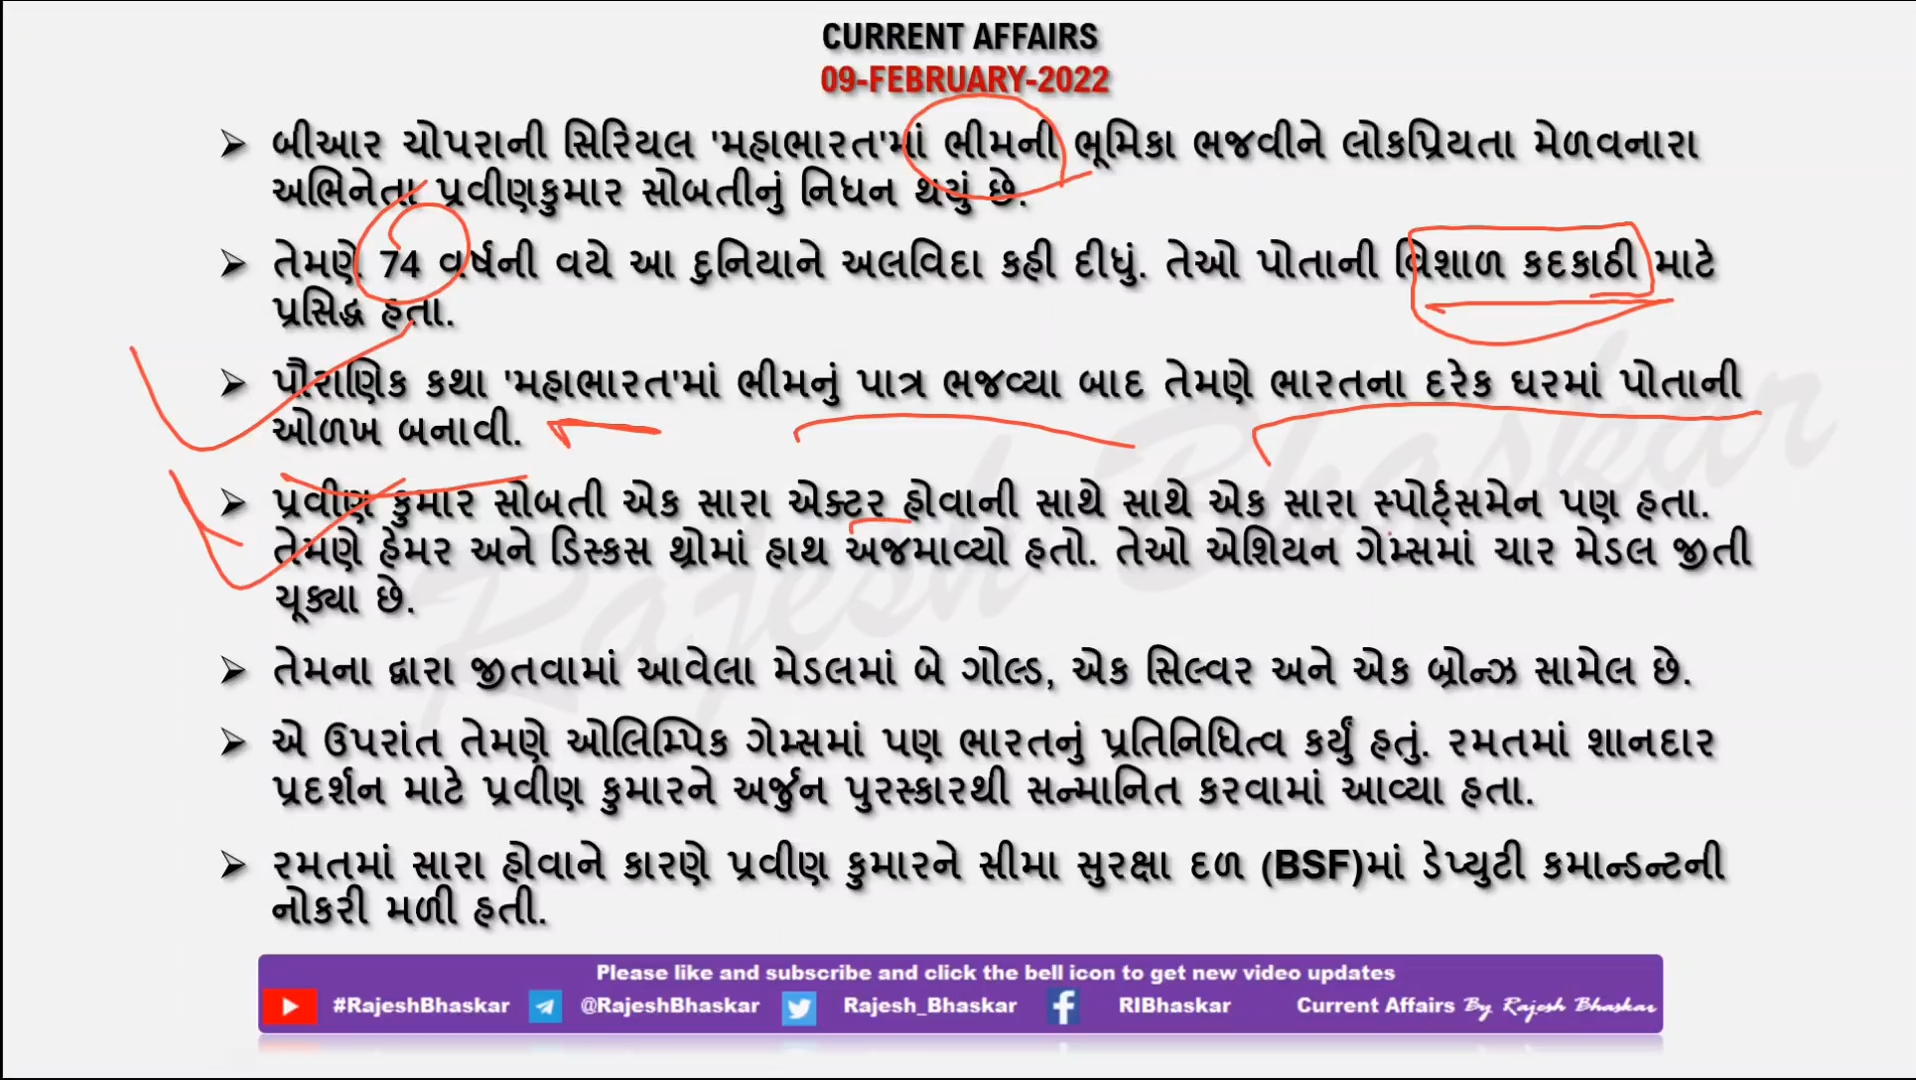 CURRENT AFFAIRS
09-FEBRUARY-2022
બીઆર ચોપરાની સિરિયલ 'મહાભારત'માં ભીમની ભૂમિકા ભજવીને લોકપ્રિયતા મેળવનારા
અભિનેતા પ્રવીણકુમાર સોબતીનું નિધન થયું છે.
તેમણે 74 વર્ષની વયે આ દુનિયાને અલવિદા કહી દીધું. તેઓ પોતાની વિશાળ કદકાઠી માટે
પ્રસિદ્ધ હતા.
પૌરાણિક કથા 'મહાભારત'માં ભીમનું પાત્ર ભજવ્યા બાદ તેમણે ભારતના દરેક ઘરમાં પોતાની
ઓળખ બનાવી.
પ્રવીણ કુમાર સોબતી એક સારા એક્ટર હોવાની સાથે સાથે એક સારા સ્પોર્ટ્સમેન પણ હતા.
તેમણે હેમર અને ડિસ્કસ થ્રોમાં હાથ અજમાવ્યો હતો. તેઓ એશિયન ગેમ્સમાં ચાર મેડલ જીતી
ચૂક્યા છે.
તેમના દ્વારા જીતવામાં આવેલા મેડલમાં બે ગોલ્ડ, એક સિલ્વર અને એક બ્રોન્ઝ સામેલ છે.
એ ઉપરાંત તેમણે ઓલિમ્પિક ગેમ્સમાં પણ ભારતનું પ્રતિનિધિત્વ કર્યું હતું. રમતમાં શાનદાર
પ્રદર્શન માટે પ્રવીણ કુમારને અર્જુન પુરસ્કારથી સન્માનિત કરવામાં આવ્યા હતા.
રમતમાં સારા હોવાને કારણે પ્રવીણ કુમારને સીમા સુરક્ષા દળ (BSF)માં ડેપ્યુટી કમાન્ડન્ટની
નોકરી મળી હતી.
Rajesh Bhaskar
Please like and subscribe and click the bell icon to get new video updates
#RajeshBhaskar @RajeshBhaskar Rajesh_Bhaskar RIBhaskar Current Affairs By Rajesh Bhaskar